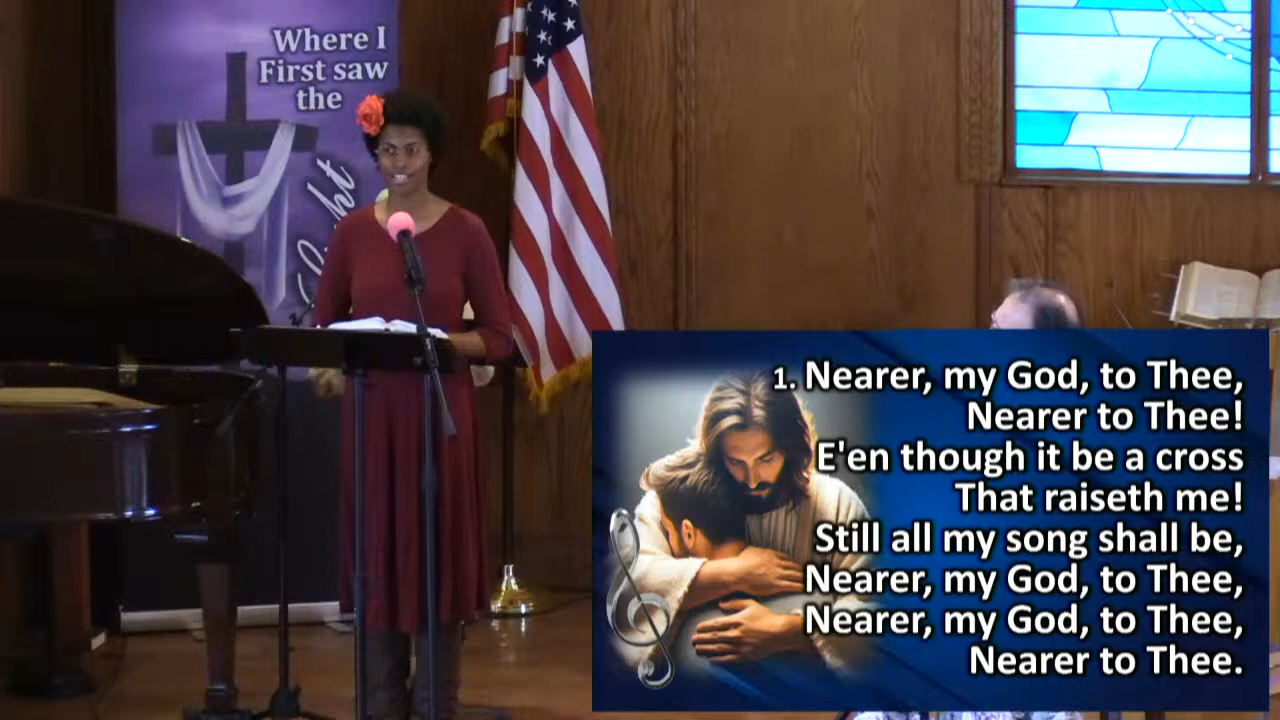 Where I
First saw
the
Light
1. Nearer, my God, to Thee,
Nearer to Thee!
E'en though it be a cross
That raiseth me!
Still all my song shall be,
Nearer, my God, to Thee,
Nearer, my God, to Thee,
Nearer to Thee.